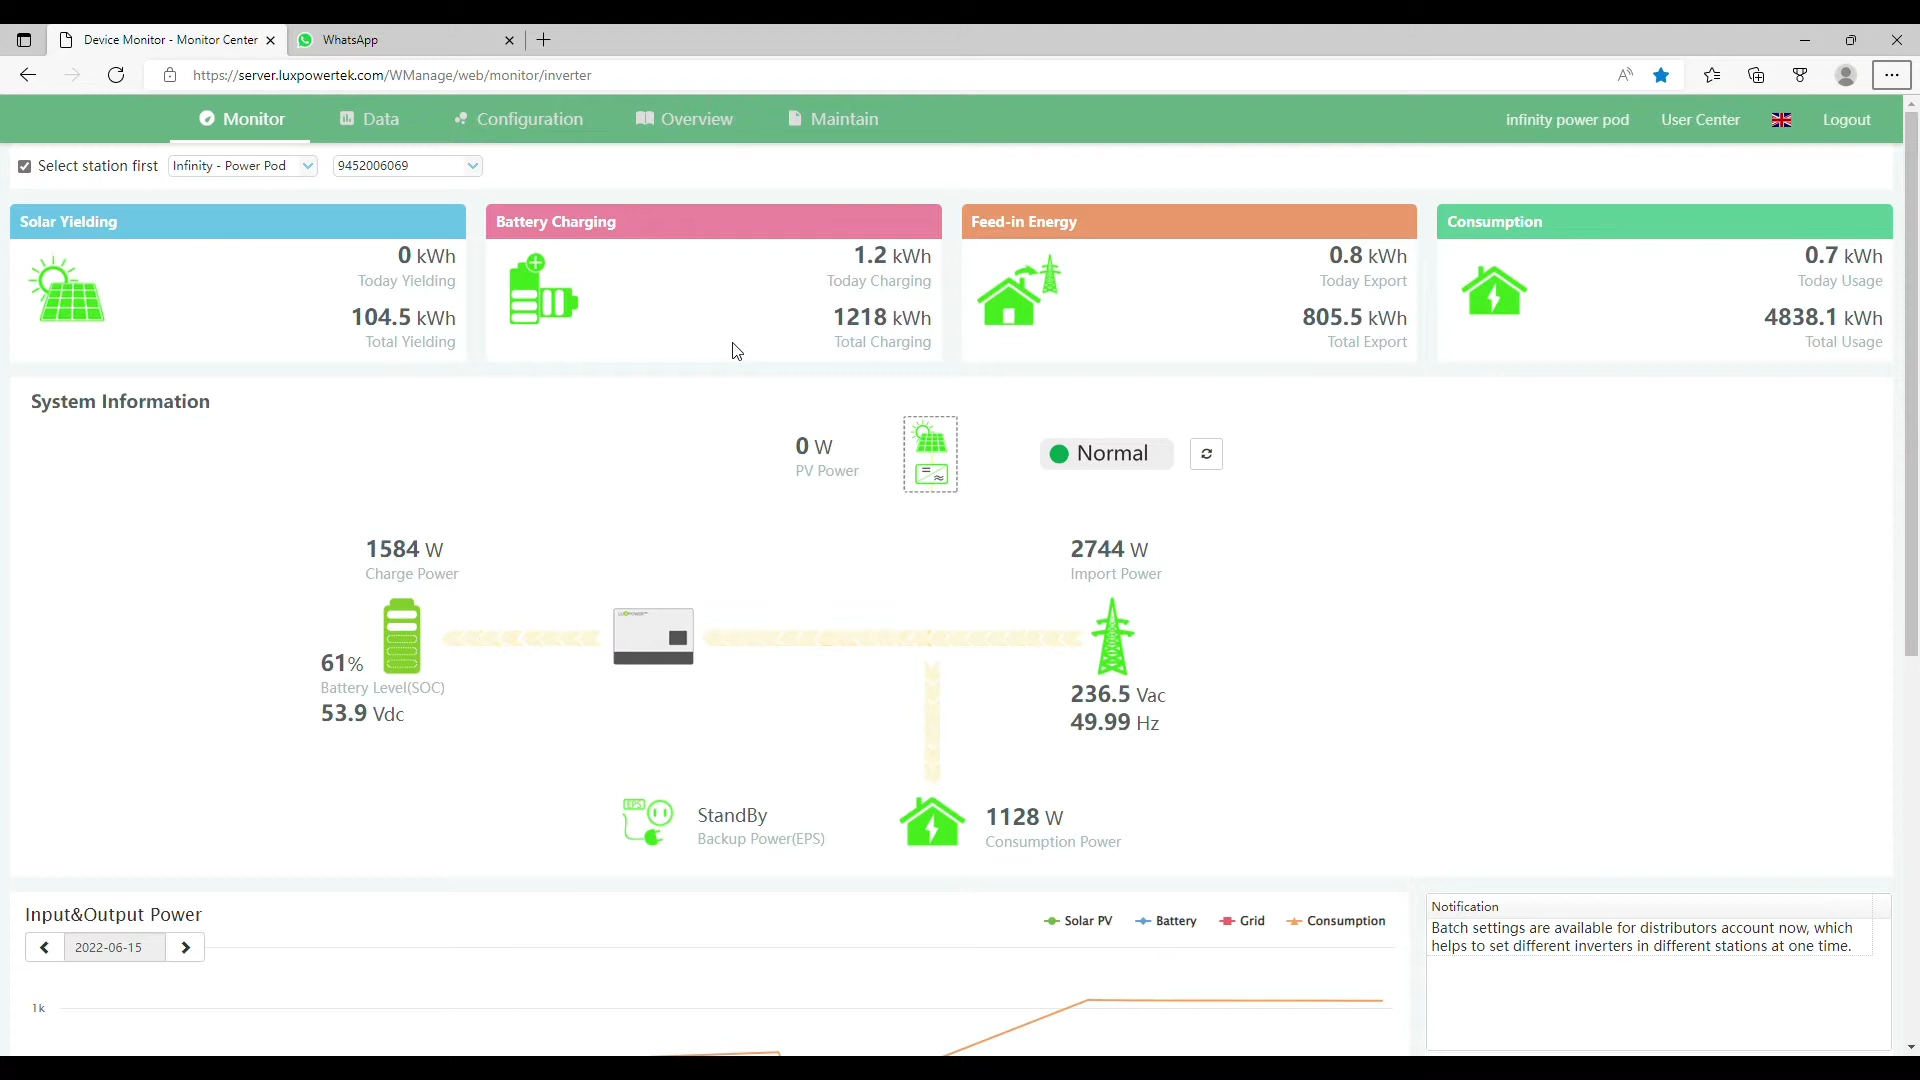 Device Monitor - Monitor Center
WhatsApp
https://server.luxpowertek.com/WManage/web/monitor/inverter
Monitor
Data
Configuration
Overview
Maintain
infinity power pod
User Center
Logout
Select station first
Infinity - Power Pod
9452006069
Solar Yielding
0 kWh
Today Yielding
104.5 kWh
Total Yielding
Battery Charging
1.2 kWh
Today Charging
1218 kWh
Total Charging
Feed-in Energy
0.8 kWh
Today Export
805.5 kWh
Total Export
Consumption
0.7 kWh
Today Usage
4838.1 kWh
Total Usage
System Information
0 W
PV Power
Normal
1584 W
Charge Power
2744 W
Import Power
61%
Battery Level(SOC)
53.9 Vdc
236.5 Vac
49.99 Hz
EPS
StandBy
Backup Power(EPS)
1128 W
Consumption Power
Input&Output Power
2022-06-15
Solar PV
Battery
Grid
Consumption
1k
Notification
Batch settings are available for distributors account now, which
helps to set different inverters in different stations at one time.